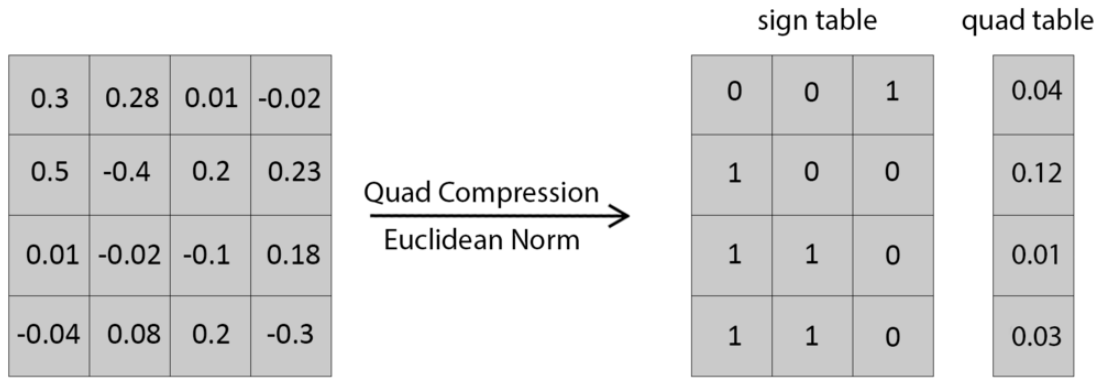 sign table quad table
0.3 0.28 0.01 -0.02 0 0 1 0.04
0.5 -0.4 0.2 0.23 1 0 0 0.12
Quad Compression
Euclidean Norm
0.01 -0.02 -0.1 0.18 1 1 0 0.01
-0.04 0.08 0.2 -0.3 1 1 0 0.03